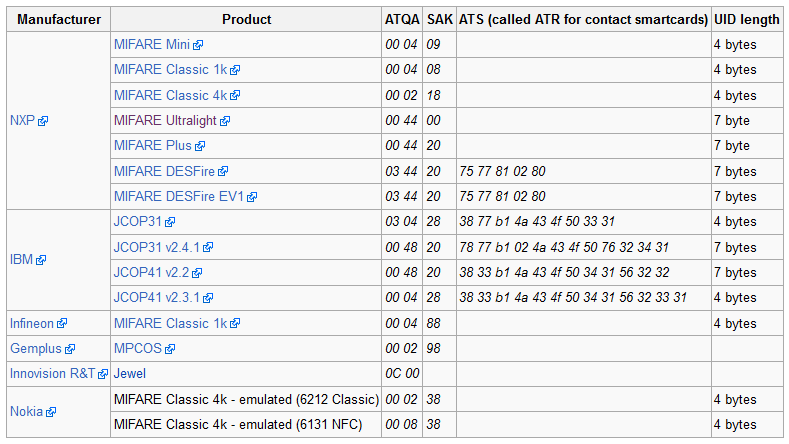 Manufacturer Product ATQA SAK ATS (called ATR for contact smartcards) UID length
NXP
MIFARE Mini 00 04 09 4 bytes
MIFARE Classic 1k 00 04 08 4 bytes
MIFARE Classic 4k 00 02 18 4 bytes
MIFARE Ultralight 00 44 00 7 byte
MIFARE Plus 00 44 20 7 byte
MIFARE DESFire 03 44 20 75 77 81 02 80 7 bytes
MIFARE DESFire EV1 03 44 20 75 77 81 02 80 7 bytes
IBM
JCOP31 03 04 28 38 77 b1 4a 43 4f 50 33 31 4 bytes
JCOP31 v2.4.1 00 48 20 78 77 b1 02 4a 43 4f 50 76 32 34 31 7 bytes
JCOP41 v2.2 00 48 20 38 33 b1 4a 43 4f 50 34 31 56 32 32 7 bytes
JCOP41 v2.3.1 00 04 28 38 33 b1 4a 43 4f 50 34 31 56 32 33 31 4 bytes
Infineon MIFARE Classic 1k 00 04 88 4 bytes
Gemplus MPCOS 00 02 98
Innovision R&T Jewel 0C 00
Nokia
MIFARE Classic 4k - emulated (6212 Classic) 00 02 38 4 bytes
MIFARE Classic 4k - emulated (6131 NFC) 00 08 38 4 bytes